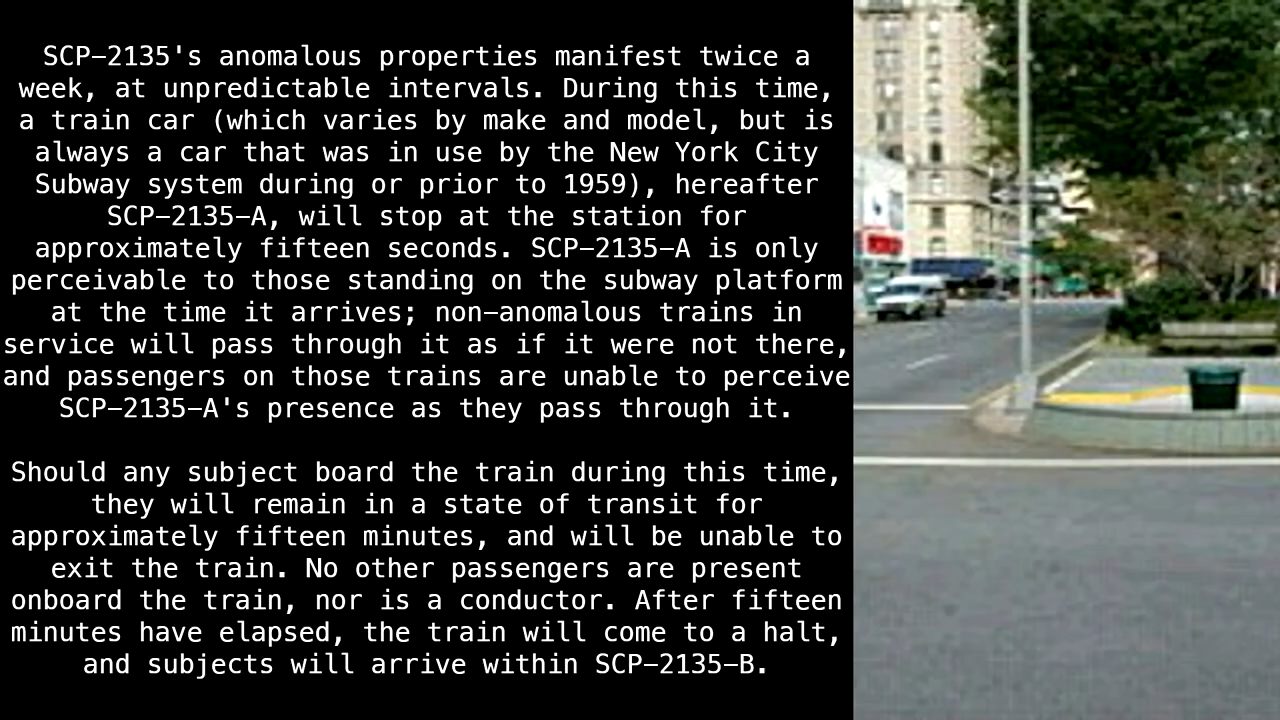 SCP–2135's anomalous properties manifest twice a
week, at unpredictable intervals. During this time,
a train car (which varies by make and model, but is
always a car that was in use by the New York City
Subway system during or prior to 1959), hereafter
SCP–2135–A, will stop at the station for
approximately fifteen seconds. SCP–2135–A is only
perceivable to those standing on the subway platform
at the time it arrives; non–anomalous trains in
service will pass through it as if it were not there,
and passengers on those trains are unable to perceive
SCP–2135–A's presence as they pass through it.
Should any subject board the train during this time,
they will remain in a state of transit for
approximately fifteen minutes, and will be unable to
exit the train. No other passengers are present
onboard the train, nor is a conductor. After fifteen
minutes have elapsed, the train will come to a halt,
and subjects will arrive within SCP–2135–B.